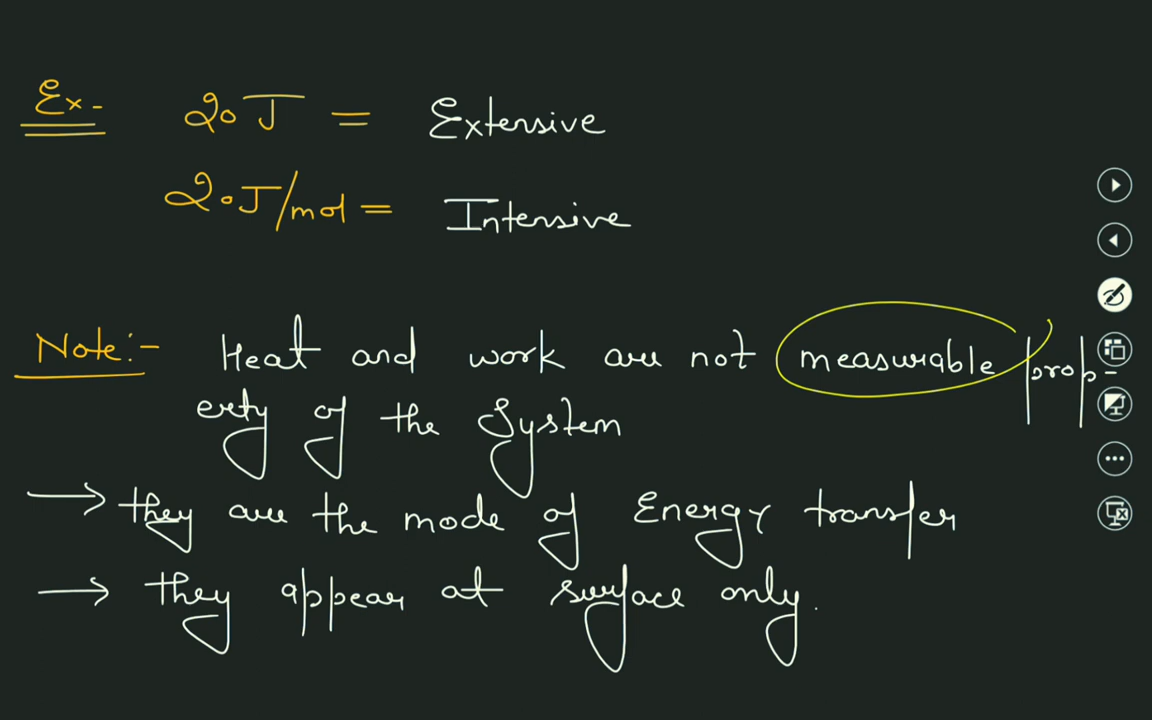 Ex- 20 J = Extensive
20J/mol = Intensive
Note:- Heat and work are not measurable prop-
erty of the System
→ they are the mode of Energy transfer
→ they appear at surface only.